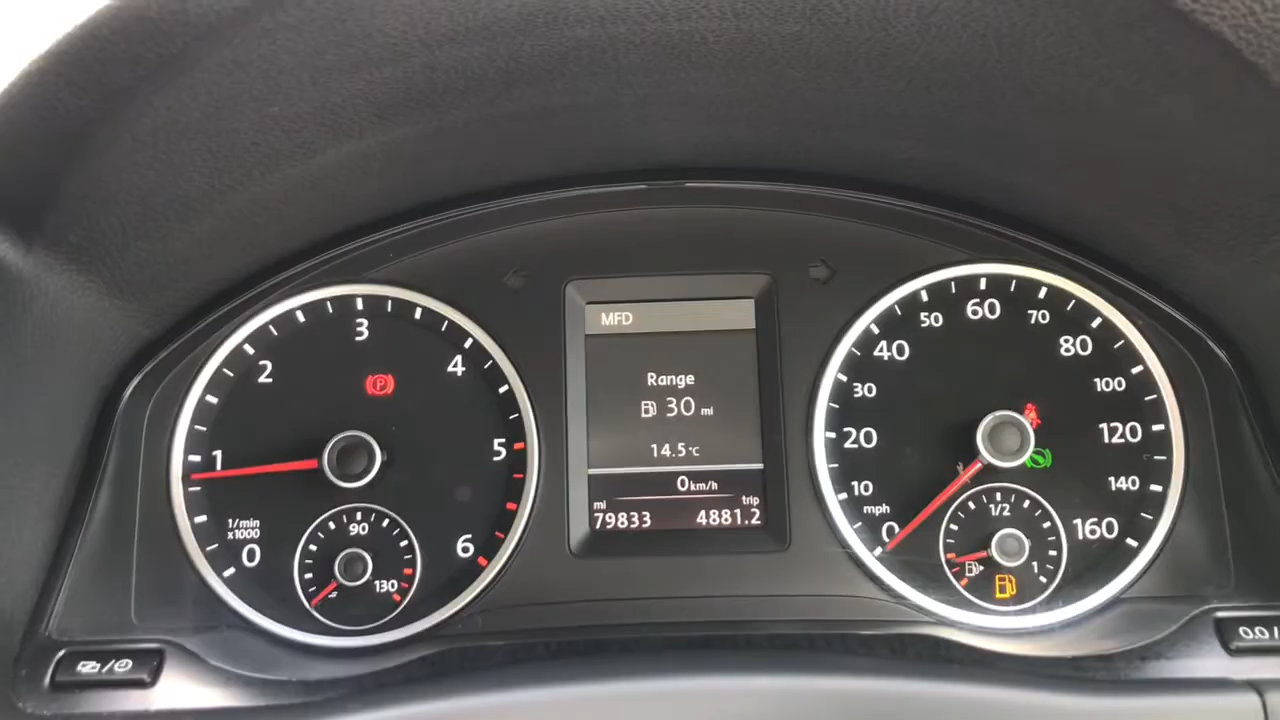 MFD
Range
30 mi
14.5°C
0 km/h
mi trip
79833 4881.2
0 1 2 3 4 5 6
1/min
x1000
90
130
P
0 10 20 30 40 50 60 70 80 100 120 140 160
mph
1/2
1
0.0 /